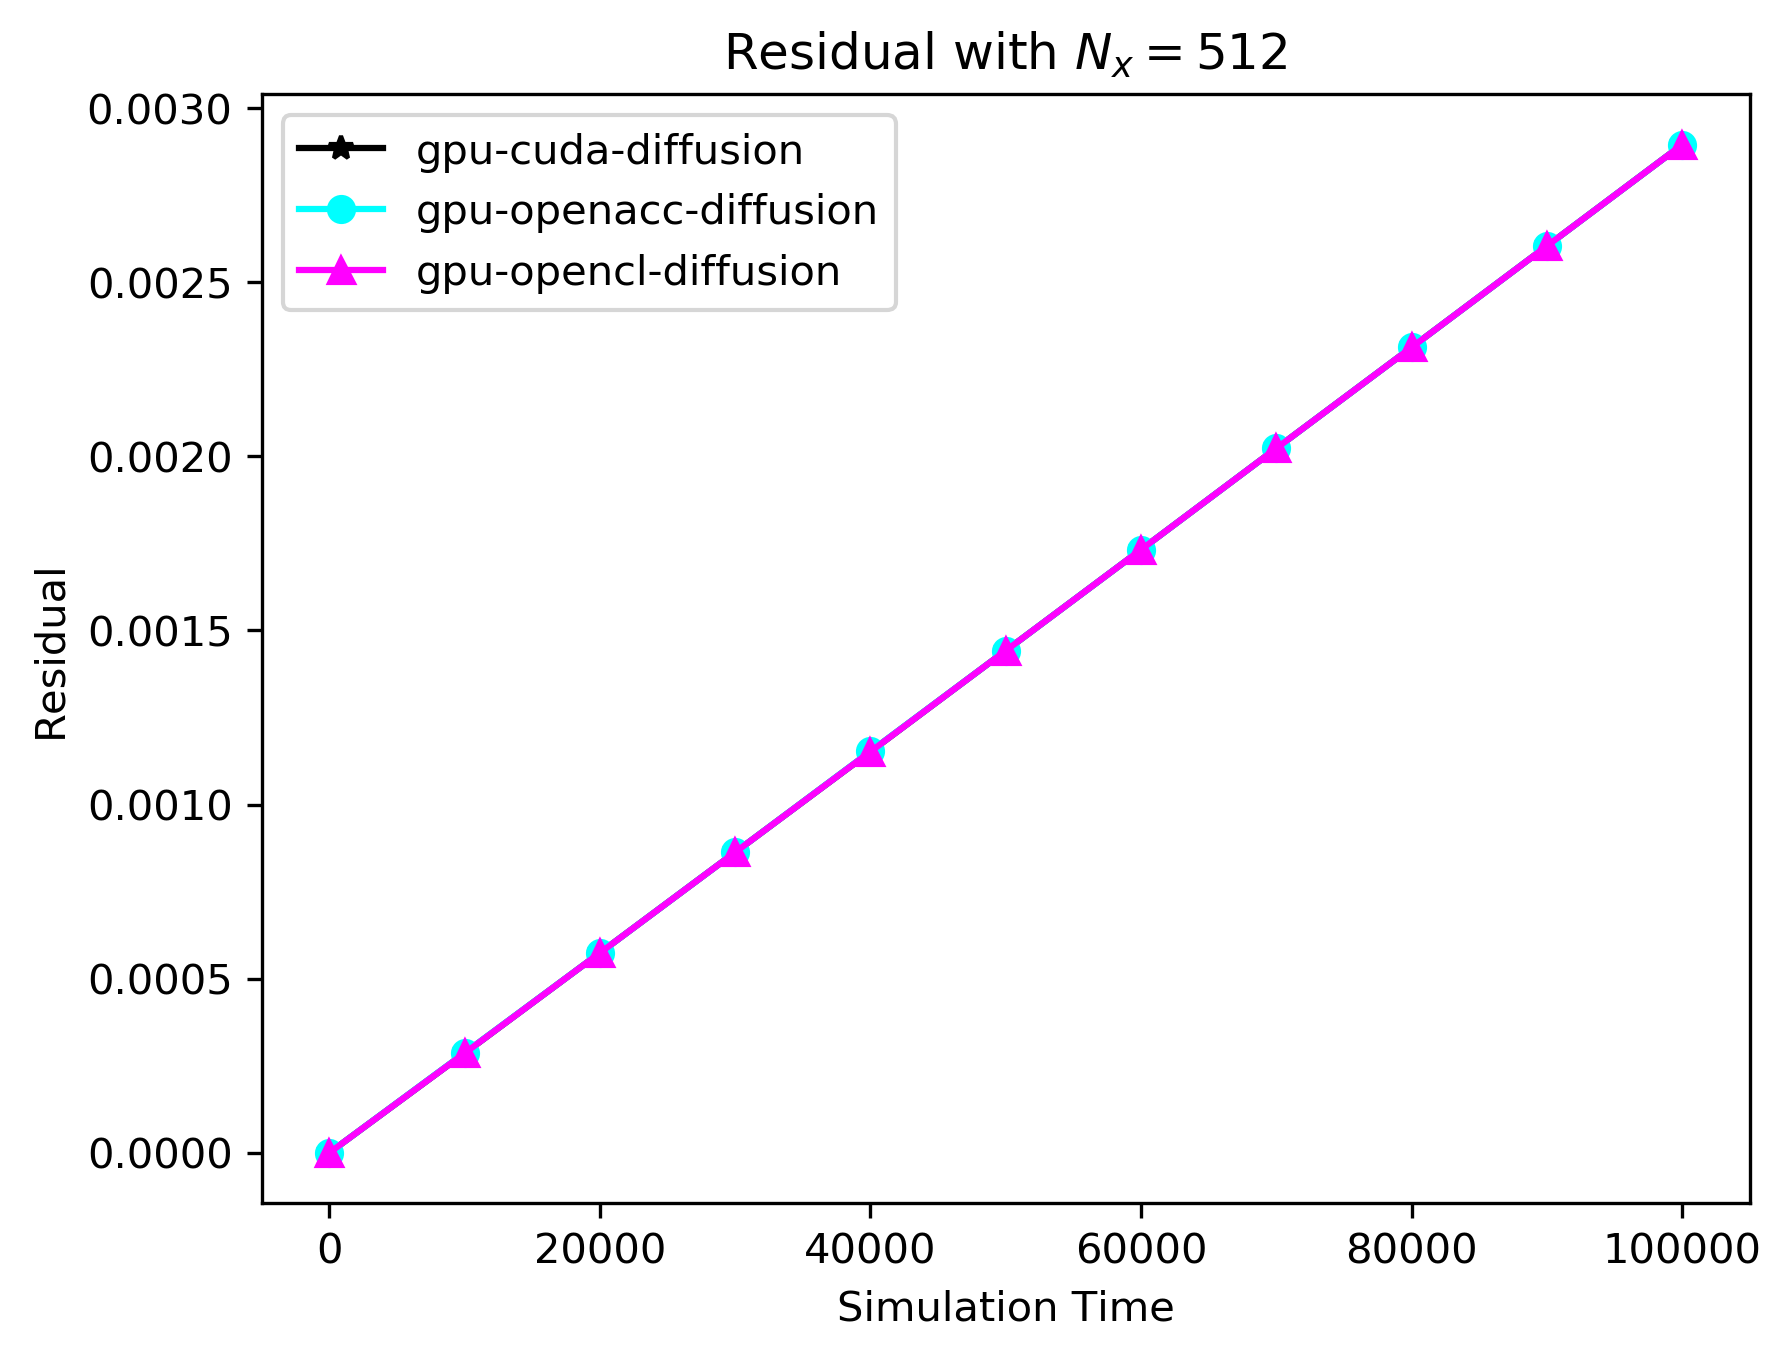 Residual with Nₓ = 512
0.0030
0.0025
0.0020
0.0015
0.0010
0.0005
0.0000
Residual
gpu-cuda-diffusion
gpu-openacc-diffusion
gpu-opencl-diffusion
0 20000 40000 60000 80000 100000
Simulation Time